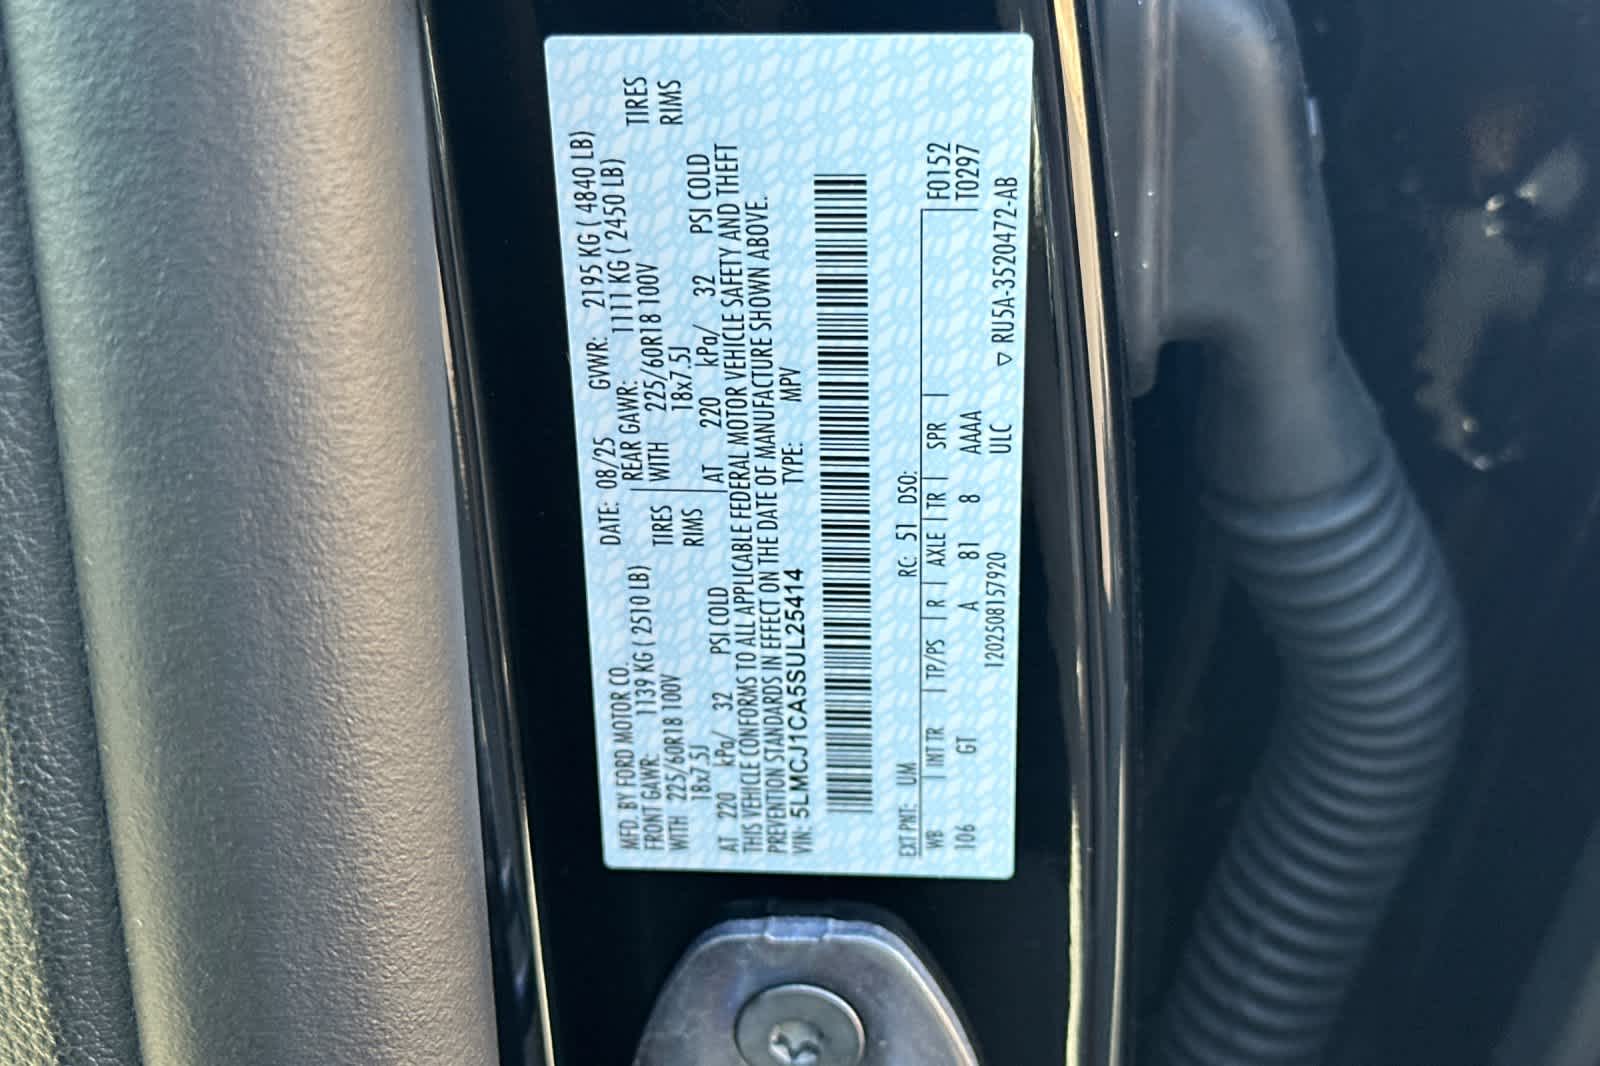 MFD. BY FORD MOTOR CO. DATE: 08/25 GVWR: 2195 KG ( 4840 LB)
FRONT GAWR: 1139 KG ( 2510 LB) REAR GAWR: 1111 KG ( 2450 LB)
WITH 225/60R18 100V TIRES WITH 225/60R18 100V TIRES
18x7.5J RIMS 18x7.5J RIMS
AT 220 kPa/ 32 PSI COLD AT 220 kPa/ 32 PSI COLD
THIS VEHICLE CONFORMS TO ALL APPLICABLE FEDERAL MOTOR VEHICLE SAFETY AND THEFT
PREVENTION STANDARDS IN EFFECT ON THE DATE OF MANUFACTURE SHOWN ABOVE.
VIN: 5LMCJ1CA5SUL25414 TYPE: MPV
EXT PNT: UM RC: 51 DSO: F0152
WB INT TR TP/PS R AXLE TR SPR T0297
106 GT A 81 8 AAAA
12025081579​20 ULC ▽ RU5A-3520472-AB